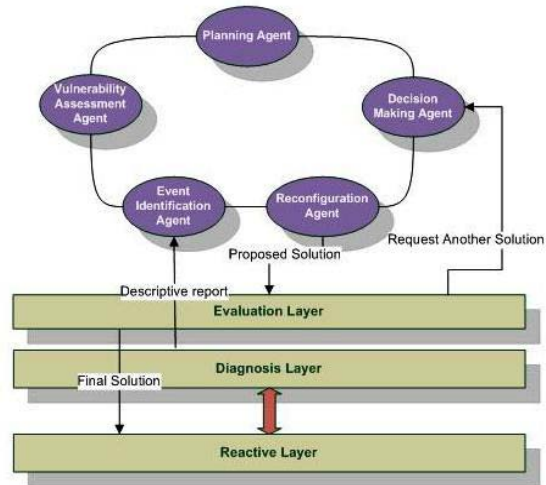 Planning Agent
Vulnerability
Assessment
Agent
Decision
Making Agent
Event
Identification
Agent
Reconfiguration
Agent
Proposed Solution
Request Another Solution
Descriptive report
Evaluation Layer
Diagnosis Layer
Final Solution
Reactive Layer